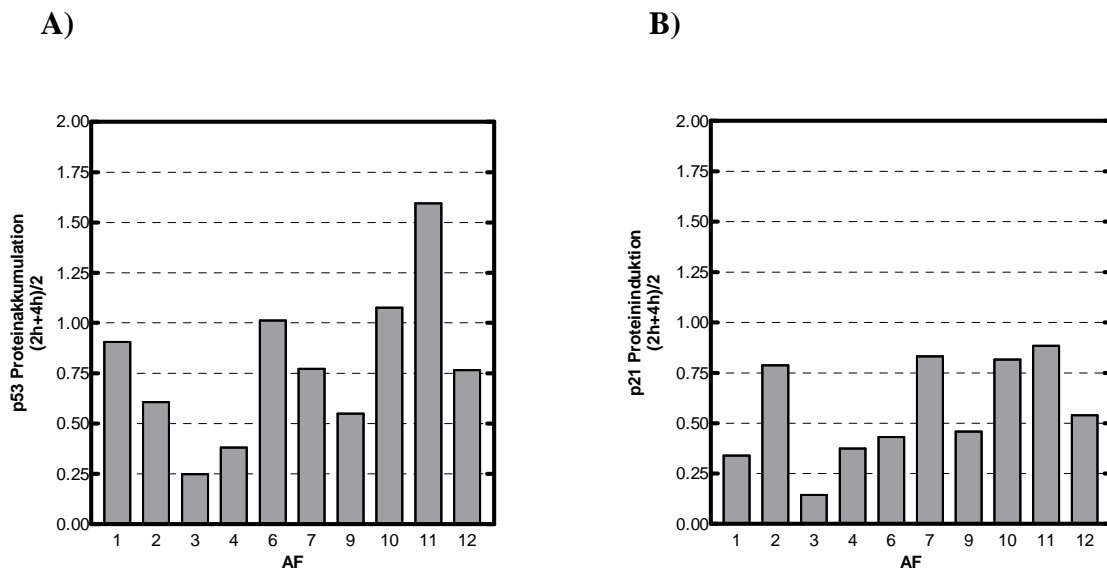 A)
B)
2.00
1.75
1.50
1.25
1.00
0.75
0.50
0.25
0.00
p53 Proteinakkumulation
(2h+4h)/2
1 2 3 4 6 7 9 10 11 12
AF
2.00
1.75
1.50
1.25
1.00
0.75
0.50
0.25
0.00
p21 Proteininduktion
(2h+4h)/2
1 2 3 4 6 7 9 10 11 12
AF